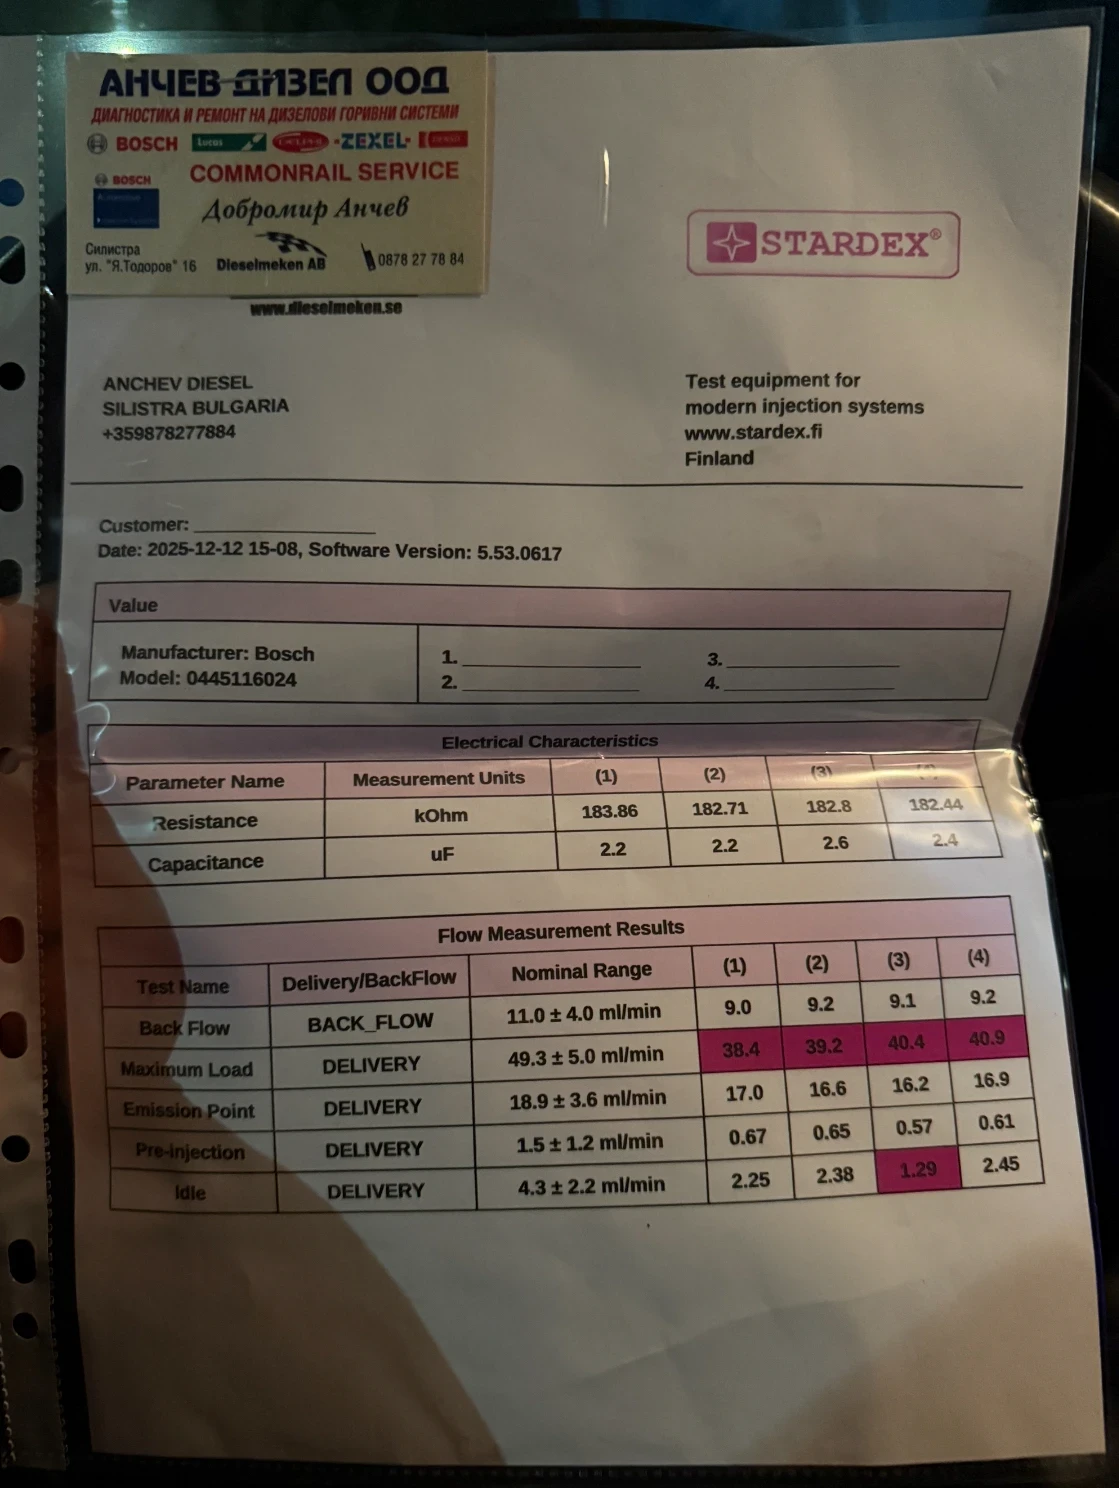 АНЧЕВ ДИЗЕЛ ООД
ДИАГНОСТИКА И РЕМОНТ НА ДИЗЕЛОВИ ГОРИВНИ СИСТЕМИ
BOSCH Lucas DELPHI ZEXEL
BOSCH COMMONRAIL SERVICE
Добромир Анчев
Силистра
ул. "Я.Тодоров" 16 Dieselmeken AB 0878 27 78 84
www.dieselmeken.se
STARDEX®
ANCHEV DIESEL
SILISTRA BULGARIA
+359878277884
Test equipment for
modern injection systems
www.stardex.fi
Finland
Customer:
Date: 2025-12-12 15-08, Software Version: 5.53.0617
Value
Manufacturer: Bosch
Model: 0445116024
1. 3.
2. 4.
Electrical Characteristics
Parameter Name Measurement Units (1) (2) (3) (4)
Resistance kOhm 183.86 182.71 182.8 182.44
Capacitance uF 2.2 2.2 2.6 2.4
Flow Measurement Results
Test Name Delivery/BackFlow Nominal Range (1) (2) (3) (4)
Back Flow BACK_FLOW 11.0 ± 4.0 ml/min 9.0 9.2 9.1 9.2
Maximum Load DELIVERY 49.3 ± 5.0 ml/min 38.4 39.2 40.4 40.9
Emission Point DELIVERY 18.9 ± 3.6 ml/min 17.0 16.6 16.2 16.9
Pre-injection DELIVERY 1.5 ± 1.2 ml/min 0.67 0.65 0.57 0.61
Idle DELIVERY 4.3 ± 2.2 ml/min 2.25 2.38 1.29 2.45